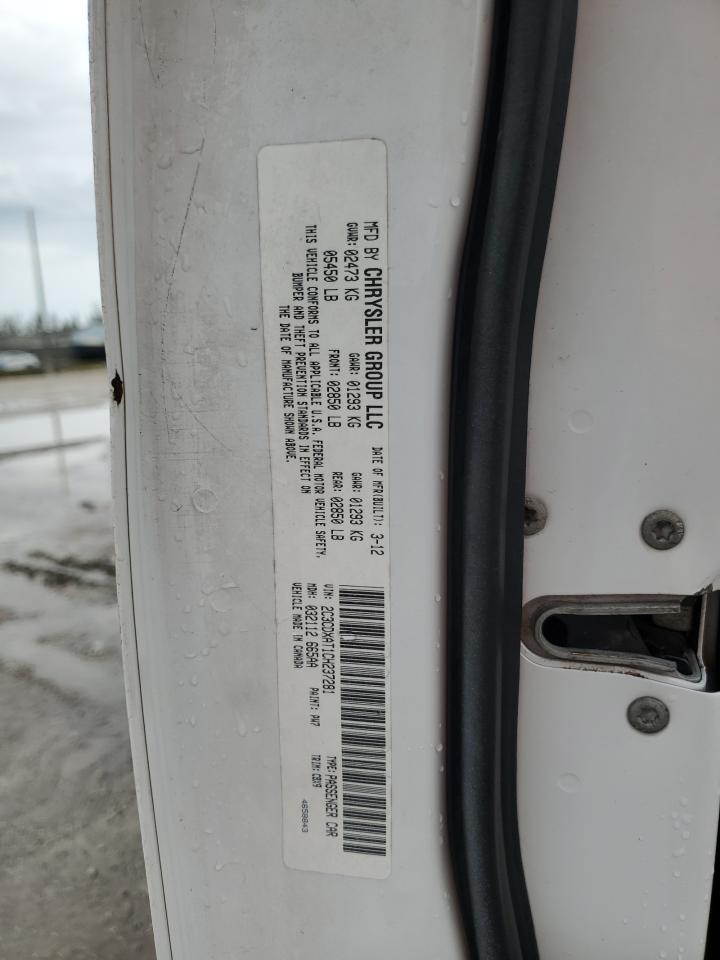 MFD BY CHRYSLER GROUP LLC DATE OF MFR(BUILT): 3-12
GVWR: 02473 KG GAWR: 01293 KG GAWR: 01293 KG
05450 LB FRONT: 02850 LB REAR: 02850 LB
THIS VEHICLE CONFORMS TO ALL APPLICABLE U.S.A. FEDERAL MOTOR VEHICLE SAFETY,
BUMPER AND THEFT PREVENTION STANDARDS IN EFFECT ON
THE DATE OF MANUFACTURE SHOWN ABOVE.
VIN: 2C3CDXAT1CH237281 TYPE: PASSENGER CAR
MDH: 032112 665AA PAINT: PW7 TRIM: C8X9
VEHICLE MADE IN CANADA 4658843